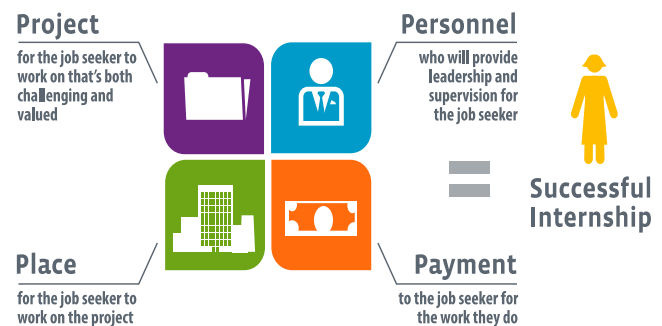 Project
for the job seeker to
work on that's both
challenging and
valued
Personnel
who will provide
leadership and
supervision for
the job seeker
Successful
Internship
Place
for the job seeker to
work on the project
Payment
to the job seeker for
the work they do